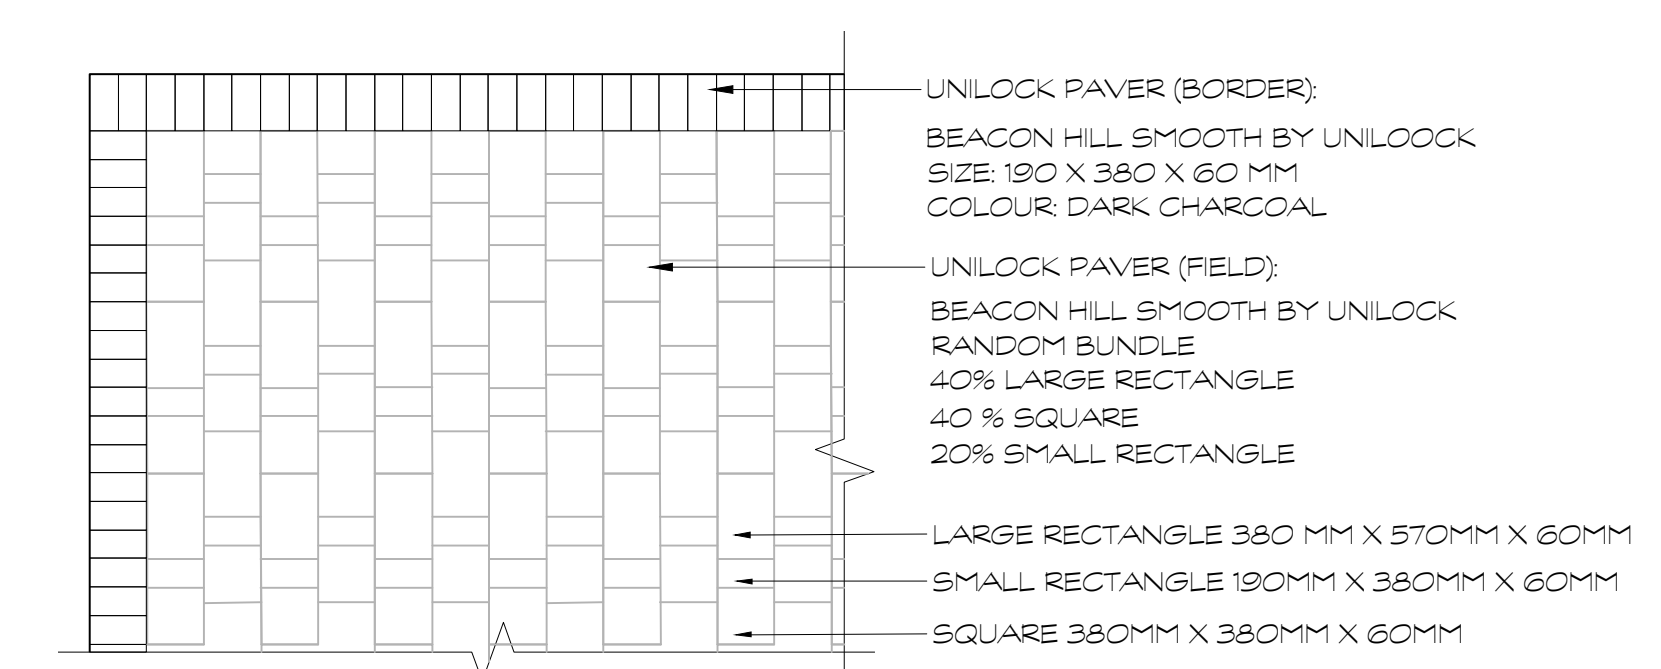 UNILOCK PAVER (BORDER):
BEACON HILL SMOOTH BY UNILOOCK
SIZE: 190 X 380 X 60 MM
COLOUR: DARK CHARCOAL
UNILOCK PAVER (FIELD):
BEACON HILL SMOOTH BY UNILOCK
RANDOM BUNDLE
40% LARGE RECTANGLE
40 % SQUARE
20% SMALL RECTANGLE
LARGE RECTANGLE 380 MM X 570MM X 60MM
SMALL RECTANGLE 190MM X 380MM X 60MM
SQUARE 380MM X 380MM X 60MM